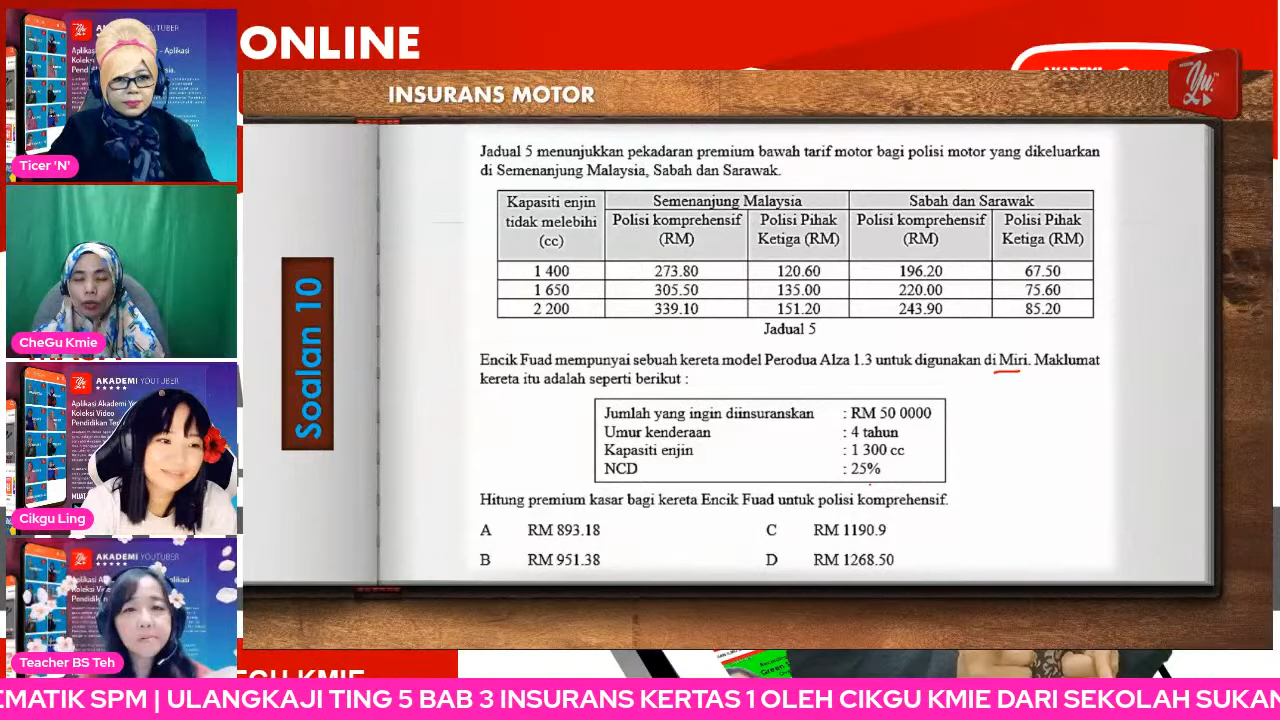 ONLINE
AKADEMI
INSURANS MOTOR
Soalan 10
Jadual 5 menunjukkan pekadaran premium bawah tarif motor bagi polisi motor yang dikeluarkan
di Semenanjung Malaysia, Sabah dan Sarawak.
Kapasiti enjin tidak melebihi (cc) Semenanjung Malaysia Sabah dan Sarawak
Polisi komprehensif (RM) Polisi Pihak Ketiga (RM) Polisi komprehensif (RM) Polisi Pihak Ketiga (RM)
1 400 273.80 120.60 196.20 67.50
1 650 305.50 135.00 220.00 75.60
2 200 339.10 151.20 243.90 85.20
Jadual 5
Encik Fuad mempunyai sebuah kereta model Perodua Alza 1.3 untuk digunakan di Miri. Maklumat
kereta itu adalah seperti berikut :
Jumlah yang ingin diinsuranskan : RM 50 0000
Umur kenderaan : 4 tahun
Kapasiti enjin : 1 300 cc
NCD : 25%
Hitung premium kasar bagi kereta Encik Fuad untuk polisi komprehensif.
A RM 893.18 C RM 1190.9
B RM 951.38 D RM 1268.50
Ticer 'N'
CheGu Kmie
AKADEMI YOUTUBER
Cikgu Ling
AKADEMI YOUTUBER
Teacher BS Teh
EMATIK SPM | ULANGKAJI TING 5 BAB 3 INSURANS KERTAS 1 OLEH CIKGU KMIE DARI SEKOLAH SUKAN